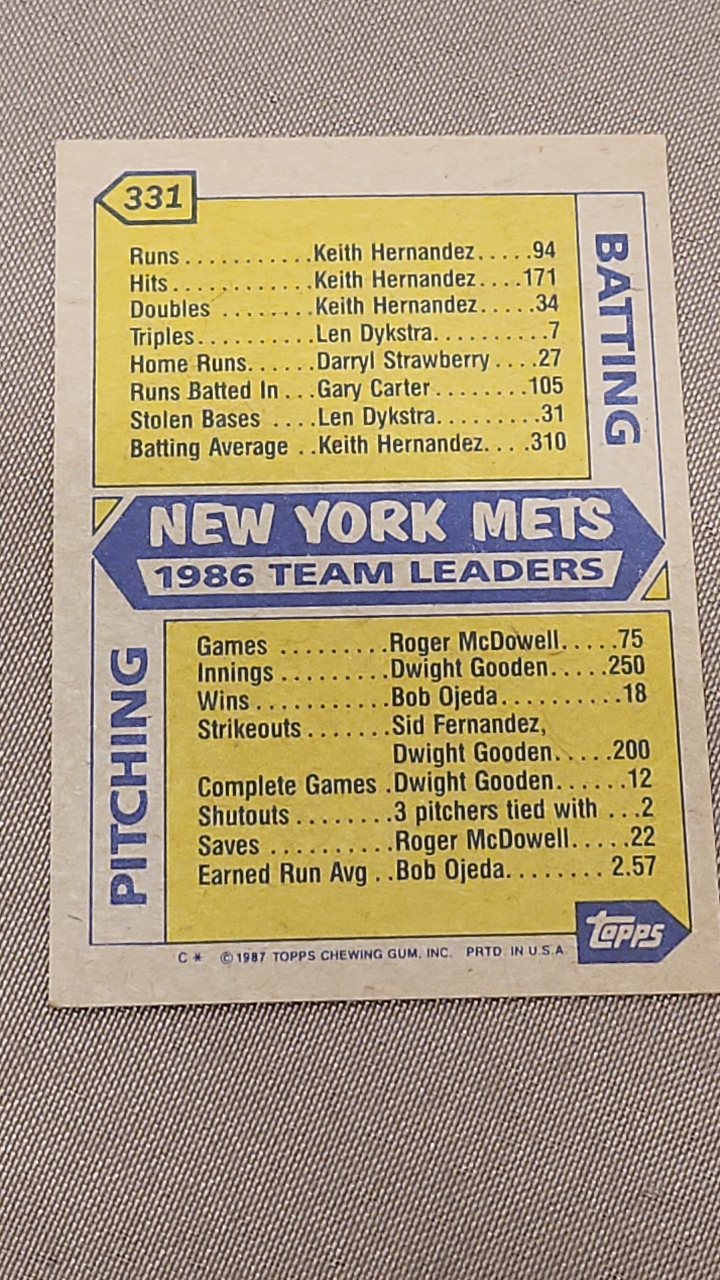 331
Runs...........Keith Hernandez.....94
Hits............Keith Hernandez....171
Doubles ........Keith Hernandez....34
Triples..........Len Dykstra.........7
Home Runs......Darryl Strawberry....27
Runs Batted In...Gary Carter........105
Stolen Bases ....Len Dykstra.........31
Batting Average ..Keith Hernandez....310
BATTING
NEW YORK METS
1986 TEAM LEADERS
PITCHING
Games .........Roger McDowell.....75
Innings .........Dwight Gooden.....250
Wins............Bob Ojeda..........18
Strikeouts.......Sid Fernandez,
Dwight Gooden.....200
Complete Games .Dwight Gooden......12
Shutouts ........3 pitchers tied with ...2
Saves ..........Roger McDowell.....22
Earned Run Avg ..Bob Ojeda........2.57
topps
C* ©1987 TOPPS CHEWING GUM, INC. PRTD. IN U.S.A.